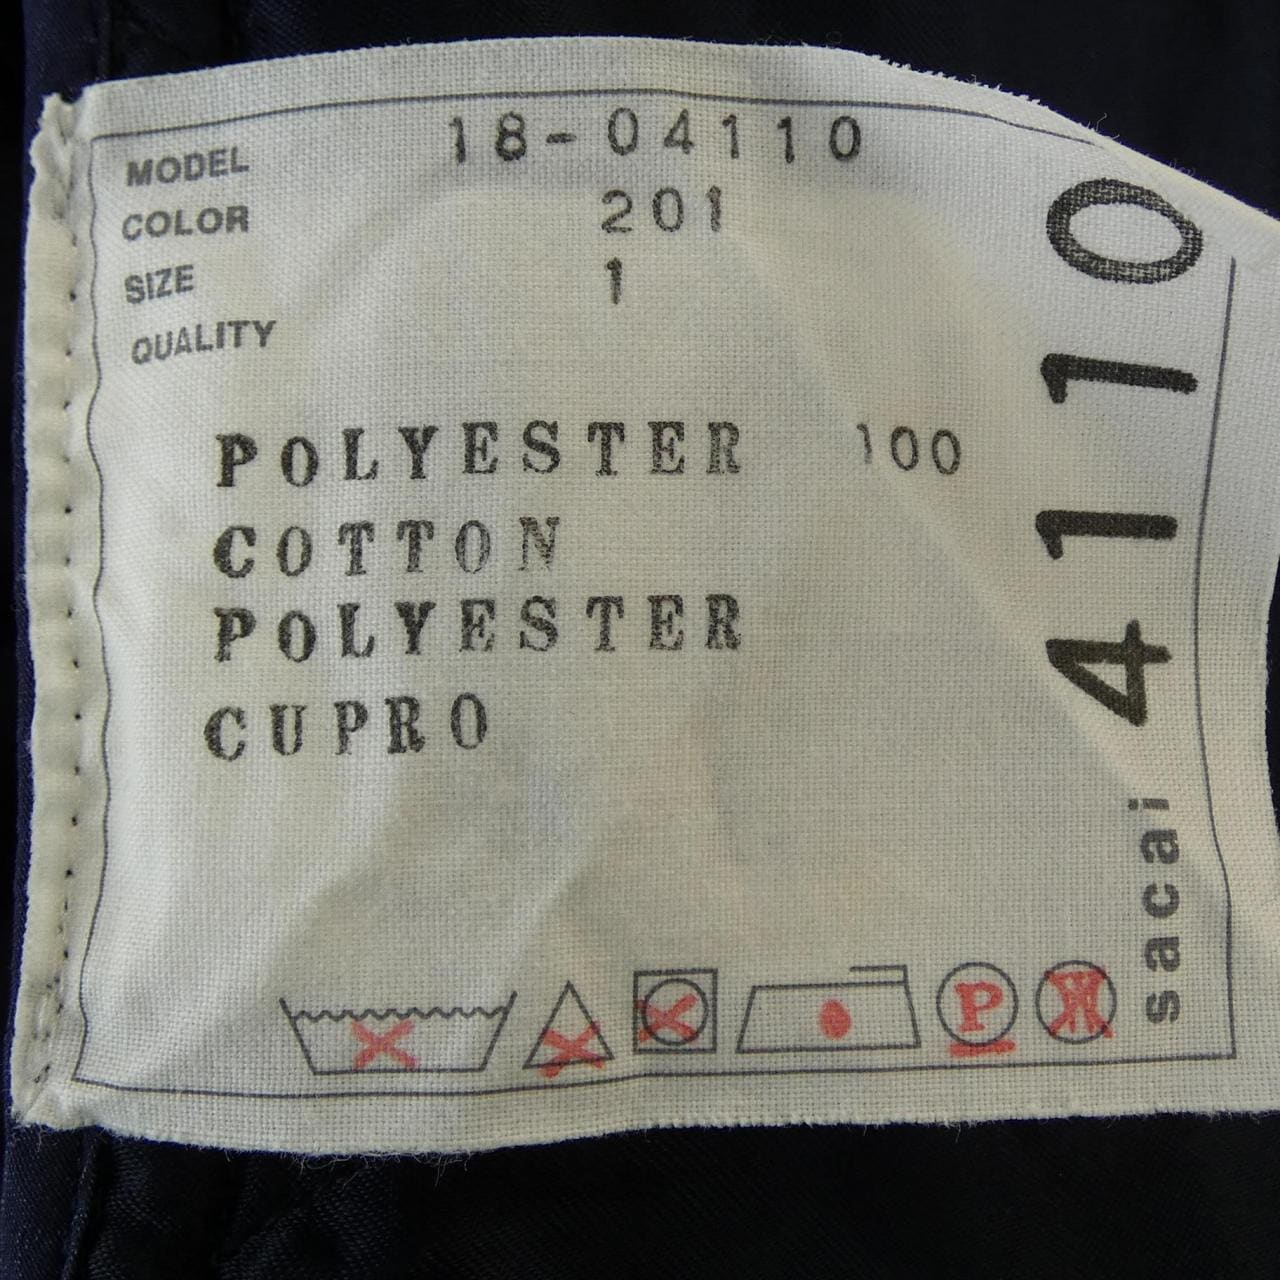 MODEL 18-04110
COLOR 201
SIZE 1
QUALITY
POLYESTER 100
COTTON
POLYESTER
CUPRO
sacai 4110
P
W